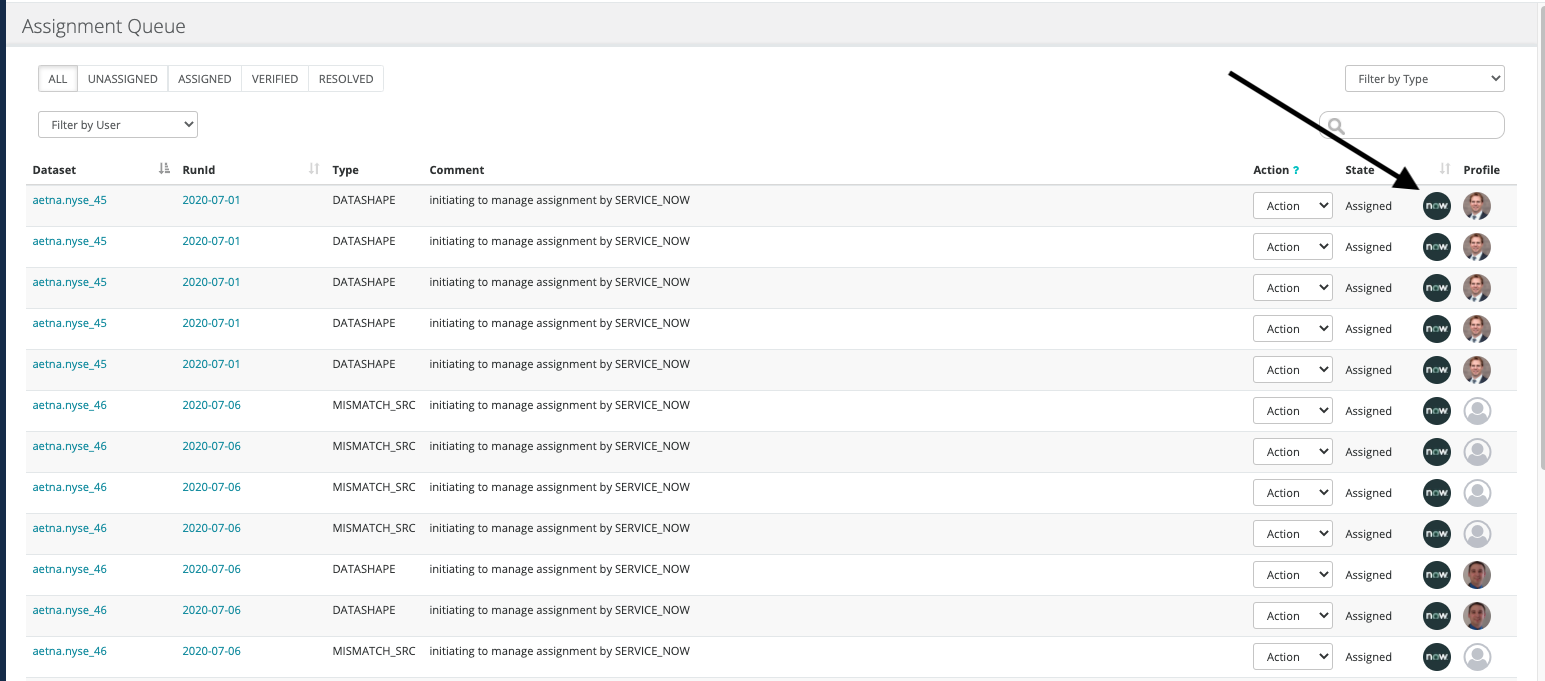 Assignment Queue
ALL UNASSIGNED ASSIGNED VERIFIED RESOLVED Filter by Type
Filter by User
Dataset RunId Type Comment Action ? State Profile
aetna.nyse_45 2020-07-01 DATASHAPE initiating to manage assignment by SERVICE_NOW Action Assigned now
aetna.nyse_45 2020-07-01 DATASHAPE initiating to manage assignment by SERVICE_NOW Action Assigned now
aetna.nyse_45 2020-07-01 DATASHAPE initiating to manage assignment by SERVICE_NOW Action Assigned now
aetna.nyse_45 2020-07-01 DATASHAPE initiating to manage assignment by SERVICE_NOW Action Assigned now
aetna.nyse_45 2020-07-01 DATASHAPE initiating to manage assignment by SERVICE_NOW Action Assigned now
aetna.nyse_46 2020-07-06 MISMATCH_SRC initiating to manage assignment by SERVICE_NOW Action Assigned now
aetna.nyse_46 2020-07-06 MISMATCH_SRC initiating to manage assignment by SERVICE_NOW Action Assigned now
aetna.nyse_46 2020-07-06 MISMATCH_SRC initiating to manage assignment by SERVICE_NOW Action Assigned now
aetna.nyse_46 2020-07-06 MISMATCH_SRC initiating to manage assignment by SERVICE_NOW Action Assigned now
aetna.nyse_46 2020-07-06 DATASHAPE initiating to manage assignment by SERVICE_NOW Action Assigned now
aetna.nyse_46 2020-07-06 DATASHAPE initiating to manage assignment by SERVICE_NOW Action Assigned now
aetna.nyse_46 2020-07-06 MISMATCH_SRC initiating to manage assignment by SERVICE_NOW Action Assigned now